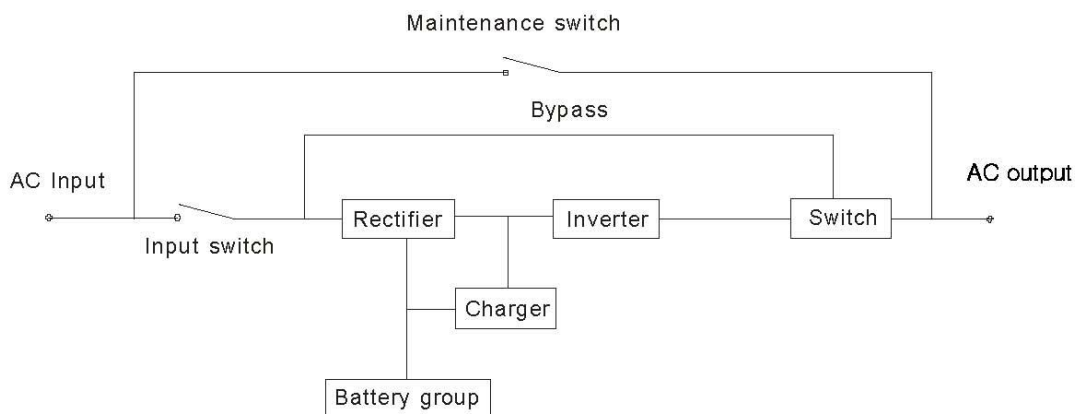 Maintenance switch
Bypass
AC Input
AC output
Rectifier
Inverter
Switch
Input switch
Charger
Battery group